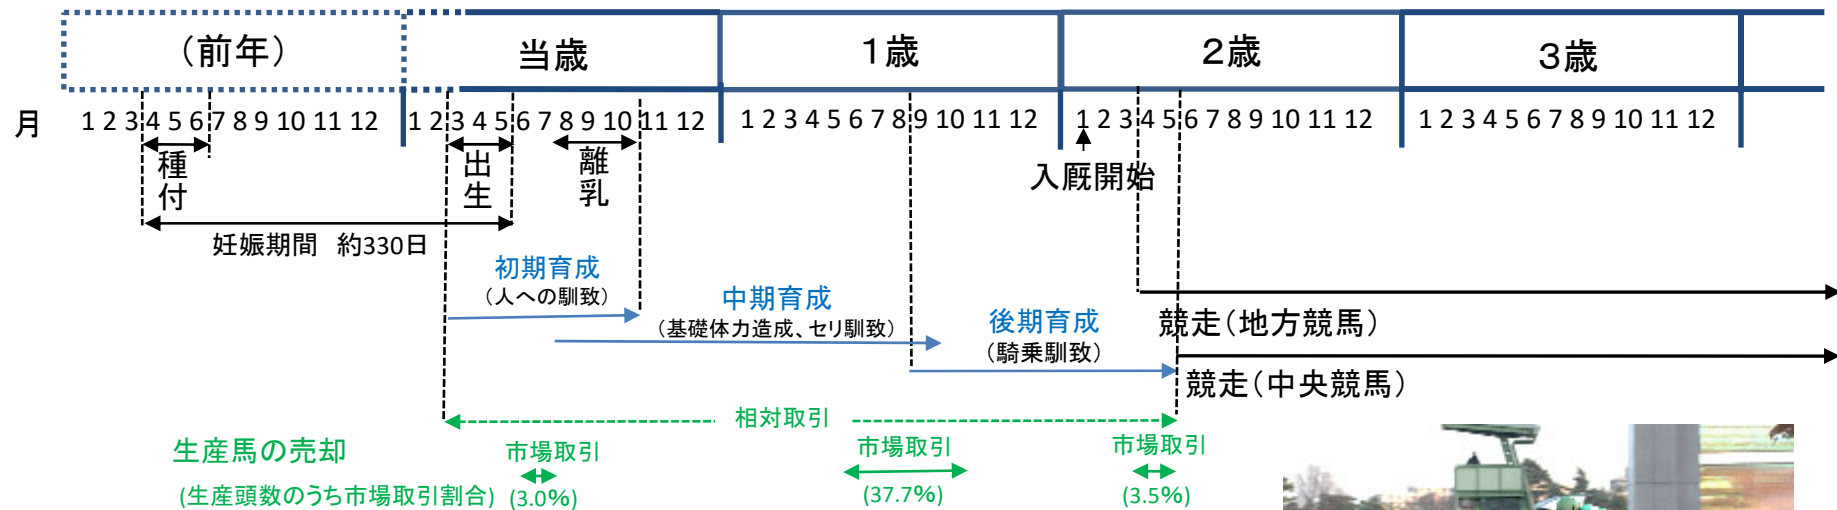 (前年) 当歳 1歳 2歳 3歳
月 1 2 3 4 5 6 7 8 9 10 11 12 1 2 3 4 5 6 7 8 9 10 11 12 1 2 3 4 5 6 7 8 9 10 11 12 1 2 3 4 5 6 7 8 9 10 11 12 1 2 3 4 5 6 7 8 9 10 11 12
種付 出生 離乳 入厩開始
妊娠期間 約330日
初期育成
(人への馴致)
中期育成
(基礎体力造成、セリ馴致)
後期育成
(騎乗馴致)
競走(地方競馬)
競走(中央競馬)
相対取引
生産馬の売却 市場取引 市場取引 市場取引
(生産頭数のうち市場取引割合) (3.0%) (37.7%) (3.5%)